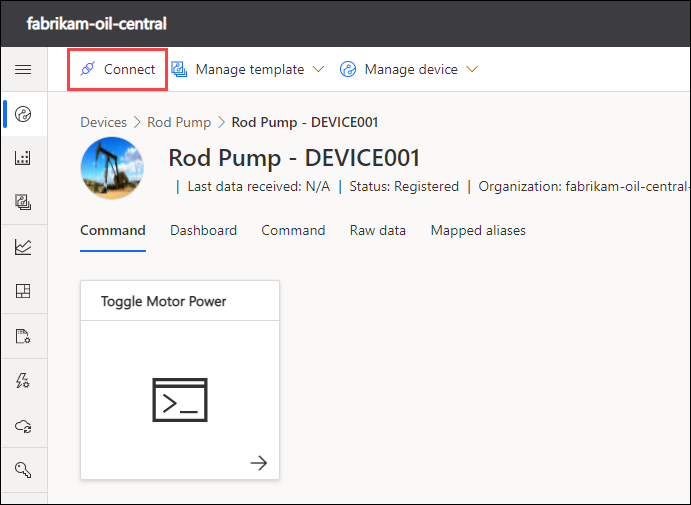 fabrikam-oil-central
Connect Manage template Manage device
Devices > Rod Pump > Rod Pump - DEVICE001
Rod Pump - DEVICE001
| Last data received: N/A | Status: Registered | Organization: fabrikam-oil-central-
Command Dashboard Command Raw data Mapped aliases
Toggle Motor Power